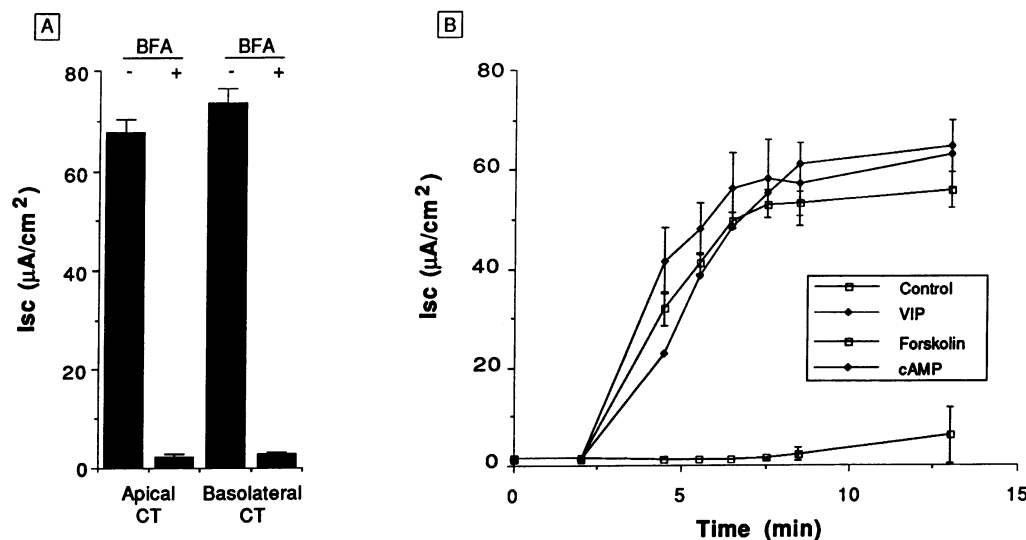 A
BFA BFA
- + - +
80
60
40
20
0
Isc (µA/cm²)
Apical CT
Basolateral CT
B
80
60
40
20
0
Isc (µA/cm²)
Control
VIP
Forskolin
cAMP
0 5 10 15
Time (min)